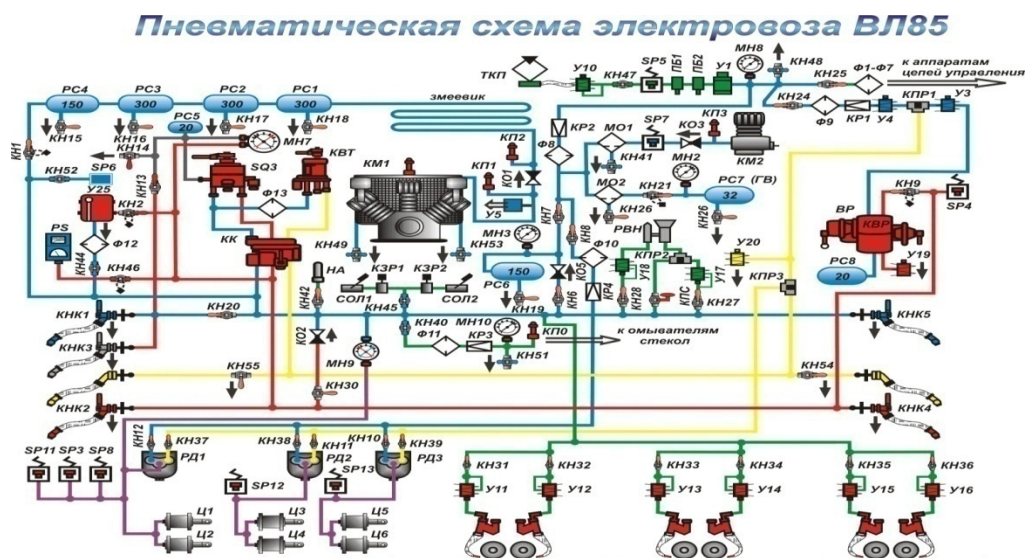 Пневматическая схема электровоза ВЛ85
МН8
КН48
ТКП
У10
КН47
SP5
ПБ1
ПБ2
У1
КН25
Ф1-Ф7
к аппаратам
цепей управления
РС4
РС3
РС2
РС1
150
300
300
300
змеевик
КН24
КПР1
У3
КР2
МО1
SP7
КО3
КП3
Ф9
КР1
У4
КН15
КН16
РС5
20
КН17
КН18
МН7
КП2
Ф8
КН41
МН2
КМ2
КН1
КН14
КН52
SP6
КН13
SQ3
КВТ
КМ1
КП1
КО1
МО2
КН21
РС7 (ГВ)
32
КН9
SP4
У25
КН2
Ф13
У5
КН7
КН8
КН26
КН26
ВР
КВР
PS
Ф12
КК
КН49
КН53
МН3
Ф10
РВН
КПР2
У20
КН44
КН46
НА
КЗР1
КЗР2
150
РС6
КО5
КР4
У18
У17
КПС
КПР3
РС8
20
У19
КН42
СОЛ1
СОЛ2
КН45
КН6
КН28
КН27
КНК1
КН20
КН19
КНК5
КНК3
КО2
МН9
КН40
МН10
КП0
к омывателям
стекол
Ф11
КР3
КН51
КН55
КН54
КНК2
КН30
КНК4
КН12
КН37
КН38
КН11
КН10
КН39
SP11
SP3
SP8
РД1
РД2
SP13
РД3
SP12
КН31
КН32
КН33
КН34
КН35
КН36
У11
У12
У13
У14
У15
У16
Ц1
Ц3
Ц5
Ц2
Ц4
Ц6